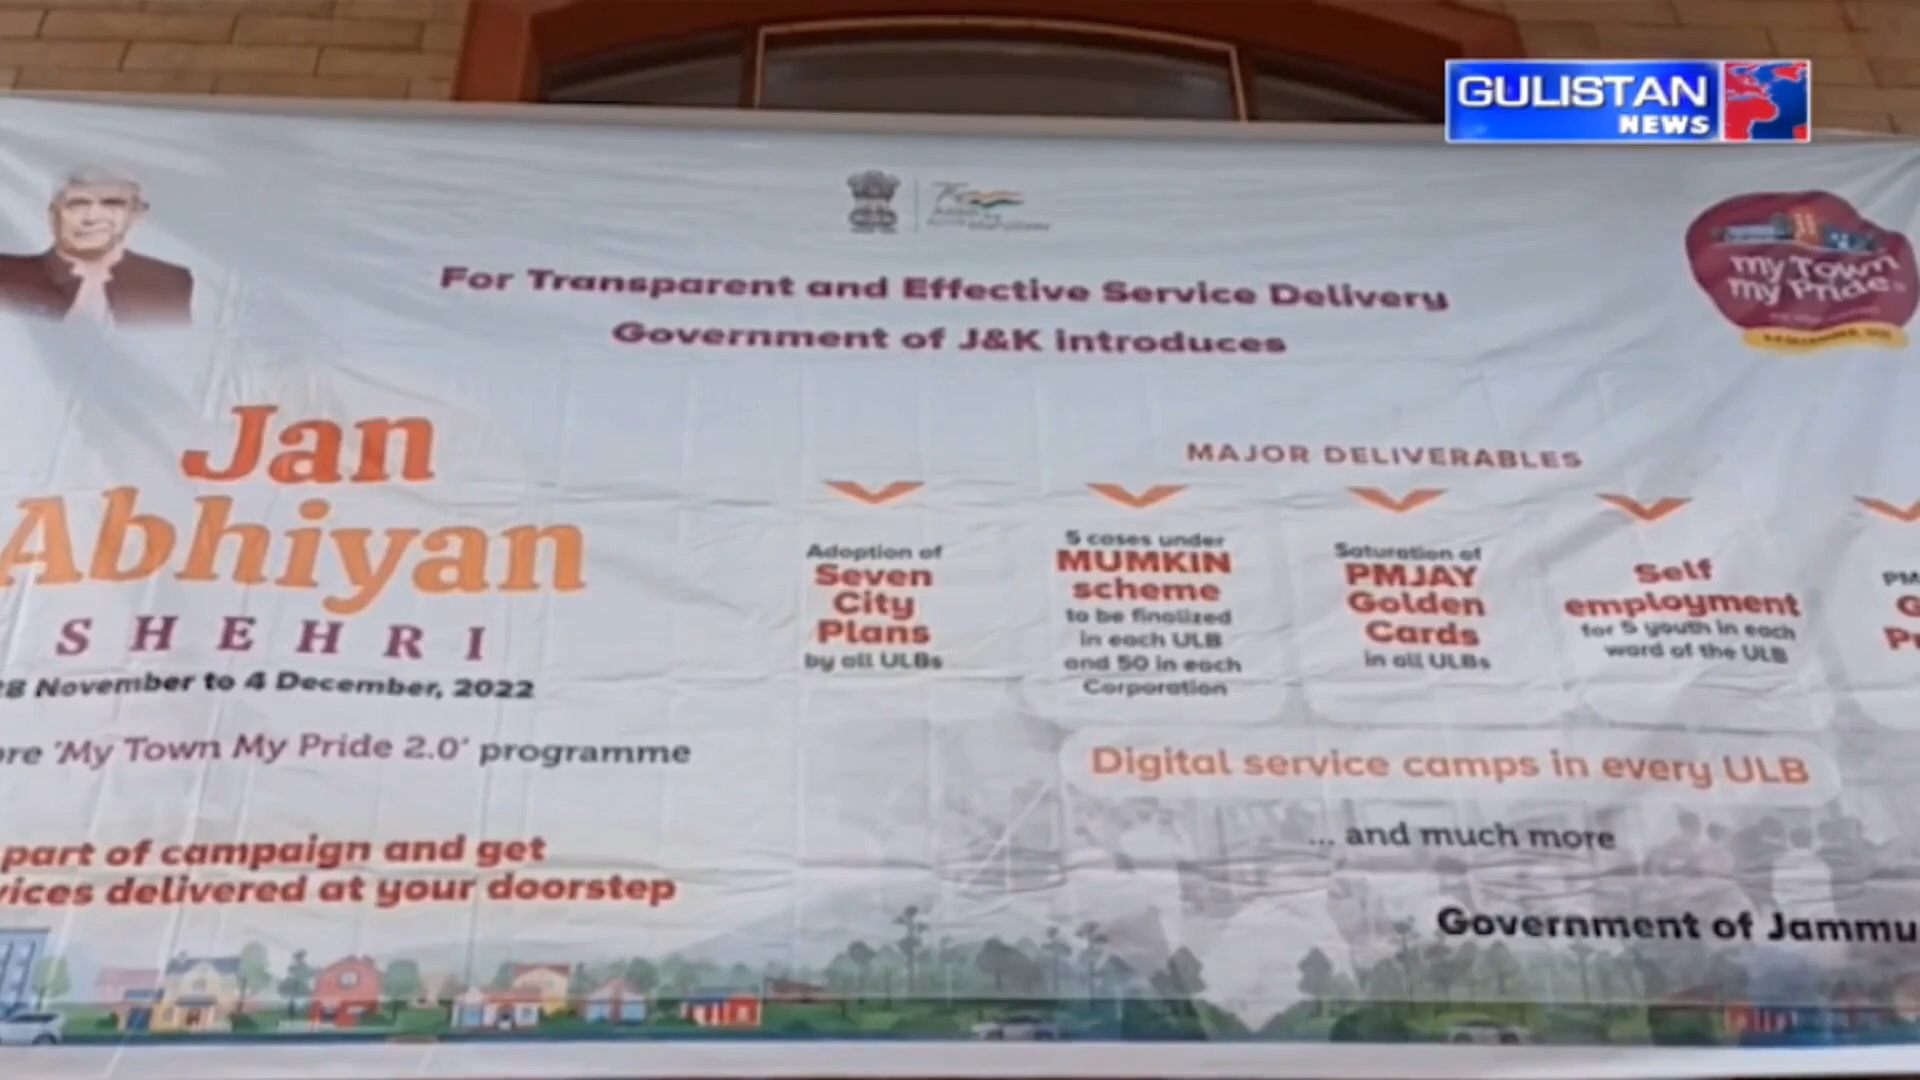 GULISTAN
NEWS
For Transparent and Effective Service Delivery
Government of J&K introduces
my Town
my Pride
Jan
Abhiyan
SHEHRI
28 November to 4 December, 2022
'My Town My Pride 2.0' programme
part of campaign and get
delivered at your doorstep
MAJOR DELIVERABLES
Adoption of
Seven
City
Plans
by all ULBs
5 cases under
MUMKIN
scheme
to be finalized
in each ULB
and 50 in each
Corporation
Saturation of
PMJAY
Golden
Cards
in all ULBs
Self
employment
for 5 youth in each
ward of the ULB
Digital service camps in every ULB
... and much more
Government of Jammu